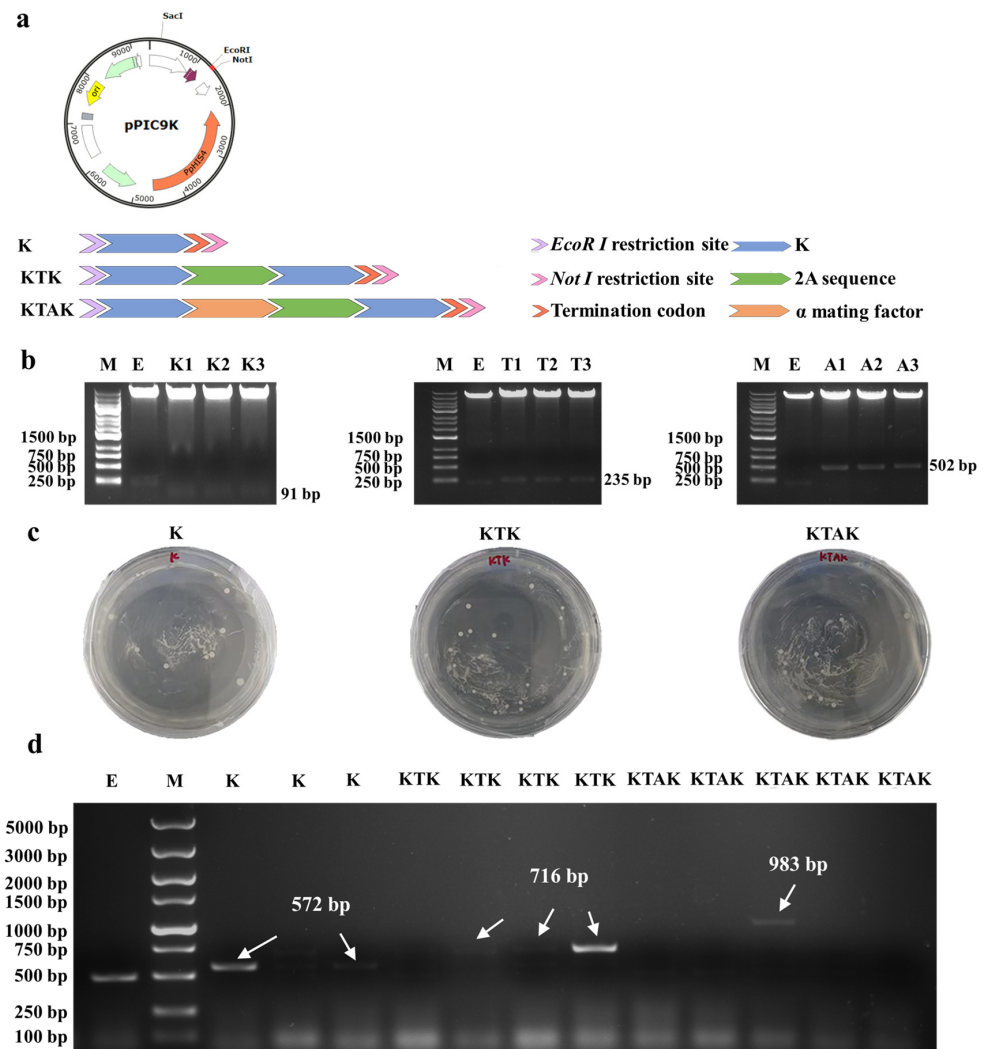 a
SacI
EcoRI
NotI
9000
1000
8000
ori
2000
7000
pPIC9K
3000
PpHIS4
6000
4000
5000
K
KTK
KTAK
EcoR I restriction site
K
Not I restriction site
2A sequence
Termination codon
α mating factor
b
M E K1 K2 K3
1500 bp
750 bp
500 bp
250 bp
91 bp
M E T1 T2 T3
1500 bp
750 bp
500 bp
250 bp
235 bp
M E A1 A2 A3
1500 bp
750 bp
500 bp
250 bp
502 bp
c
K KTK KTAK
K KTK KTAK
d
E M K K K KTK KTK KTK KTK KTAK KTAK KTAK KTAK KTAK
5000 bp
3000 bp
2000 bp
1500 bp
1000 bp
750 bp
500 bp
250 bp
100 bp
572 bp
716 bp
983 bp